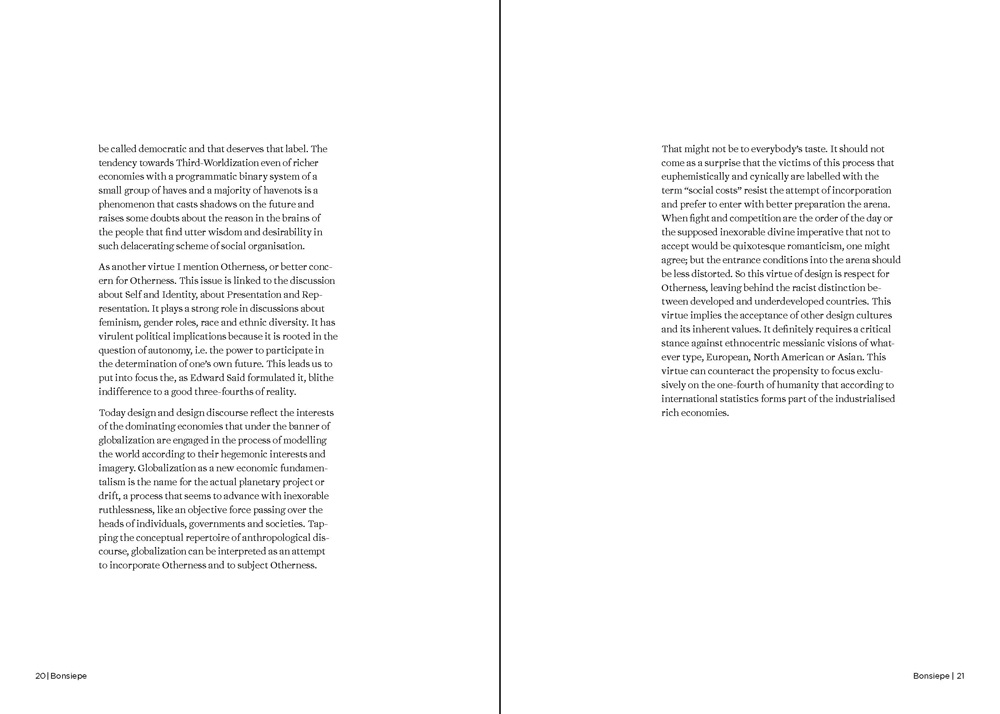 be called democratic and that deserves that label. The
tendency towards Third-Worldization even of richer
economies with a programmatic binary system of a
small group of haves and a majority of havenots is a
phenomenon that casts shadows on the future and
raises some doubts about the reason in the brains of
the people that find utter wisdom and desirability in
such delacerating scheme of social organisation.
As another virtue I mention Otherness, or better conc-
ern for Otherness. This issue is linked to the discussion
about Self and Identity, about Presentation and Rep-
resentation. It plays a strong role in discussions about
feminism, gender roles, race and ethnic diversity. It has
virulent political implications because it is rooted in the
question of autonomy, i.e. the power to participate in
the determination of one's own future. This leads us to
put into focus the, as Edward Said formulated it, blithe
indifference to a good three-fourths of reality.
Today design and design discourse reflect the interests
of the dominating economies that under the banner of
globalization are engaged in the process of modelling
the world according to their hegemonic interests and
imagery. Globalization as a new economic fundamen-
talism is the name for the actual planetary project or
drift, a process that seems to advance with inexorable
ruthlessness, like an objective force passing over the
heads of individuals, governments and societies. Tap-
ping the conceptual repertoire of anthropological dis-
course, globalization can be interpreted as an attempt
to incorporate Otherness and to subject Otherness.
20 | Bonsiepe
That might not be to everybody's taste. It should not
come as a surprise that the victims of this process that
euphemistically and cynically are labelled with the
term “social costs” resist the attempt of incorporation
and prefer to enter with better preparation the arena.
When fight and competition are the order of the day or
the supposed inexorable divine imperative that not to
accept would be quixotesque romanticism, one might
agree; but the entrance conditions into the arena should
be less distorted. So this virtue of design is respect for
Otherness, leaving behind the racist distinction be-
tween developed and underdeveloped countries. This
virtue implies the acceptance of other design cultures
and its inherent values. It definitely requires a critical
stance against ethnocentric messianic visions of what-
ever type, European, North American or Asian. This
virtue can counteract the propensity to focus exclu-
sively on the one-fourth of humanity that according to
international statistics forms part of the industrialised
rich economies.
Bonsiepe | 21